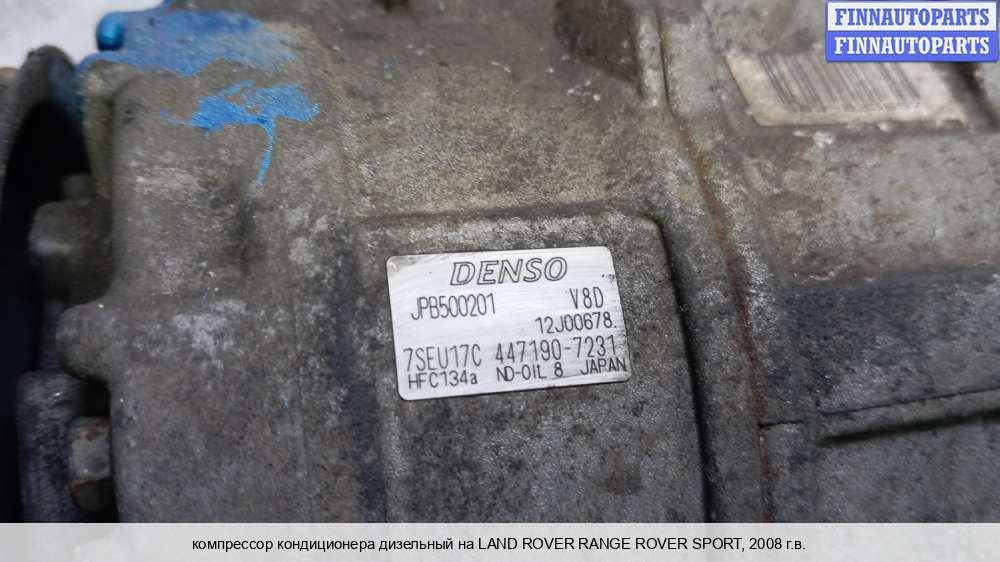 FINNAUTOPARTS
FINNAUTOPARTS
DENSO
JPB500201 V8D
12J00678.
7SEU17C 447190-7231
HFC134a ND-OIL 8 JAPAN
компрессор кондиционера дизельный на LAND ROVER RANGE ROVER SPORT, 2008 г.в.